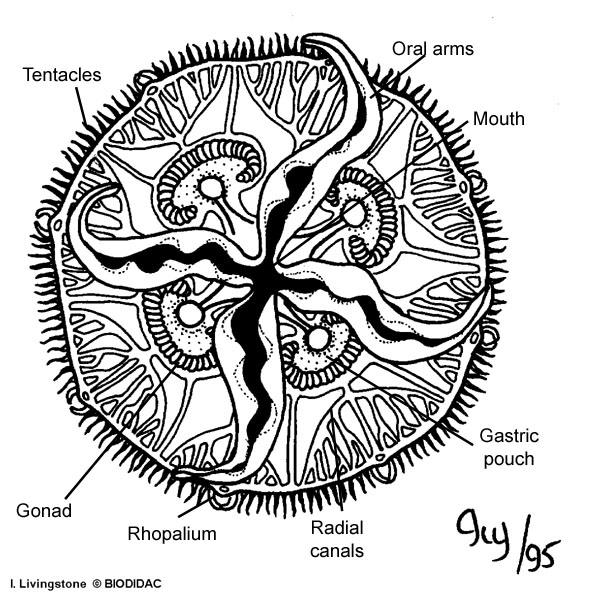 Oral arms
Tentacles
Mouth
Gastric
pouch
Gonad
Rhopalium
Radial
canals
I. Livingstone © BIODIDAC